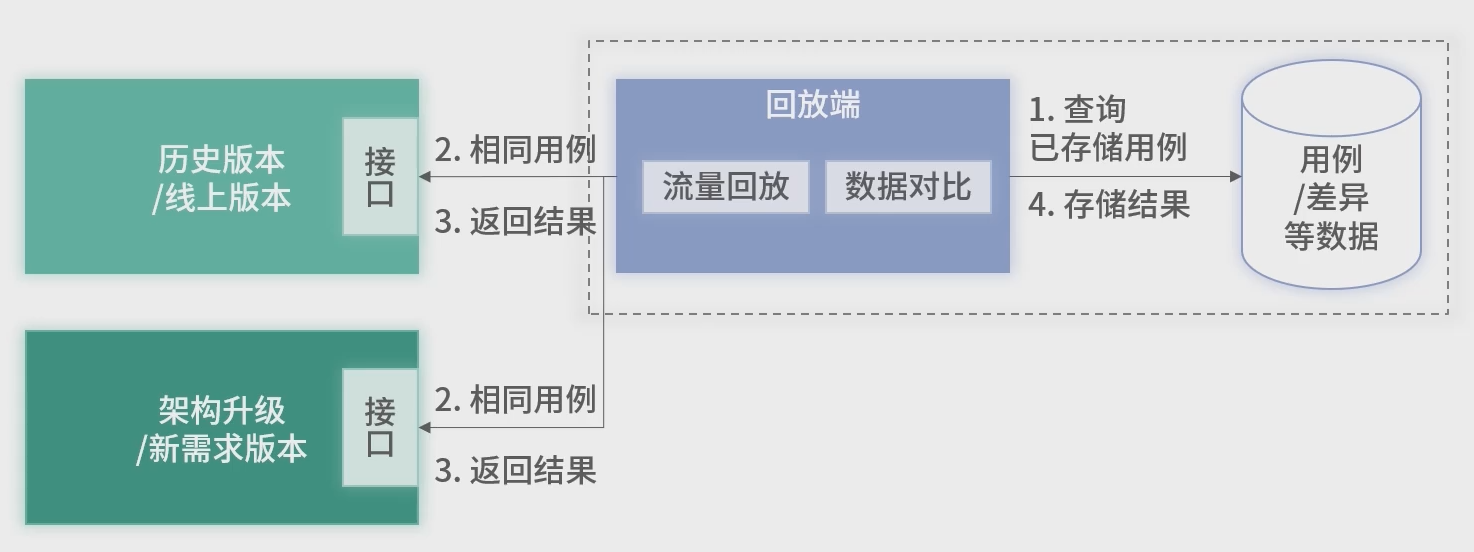 历史版本
/线上版本
接
口
2. 相同用例
3. 返回结果
回放端
流量回放
数据对比
1. 查询
已存储用例
4. 存储结果
用例
/差异
等数据
架构升级
/新需求版本
接
口
2. 相同用例
3. 返回结果